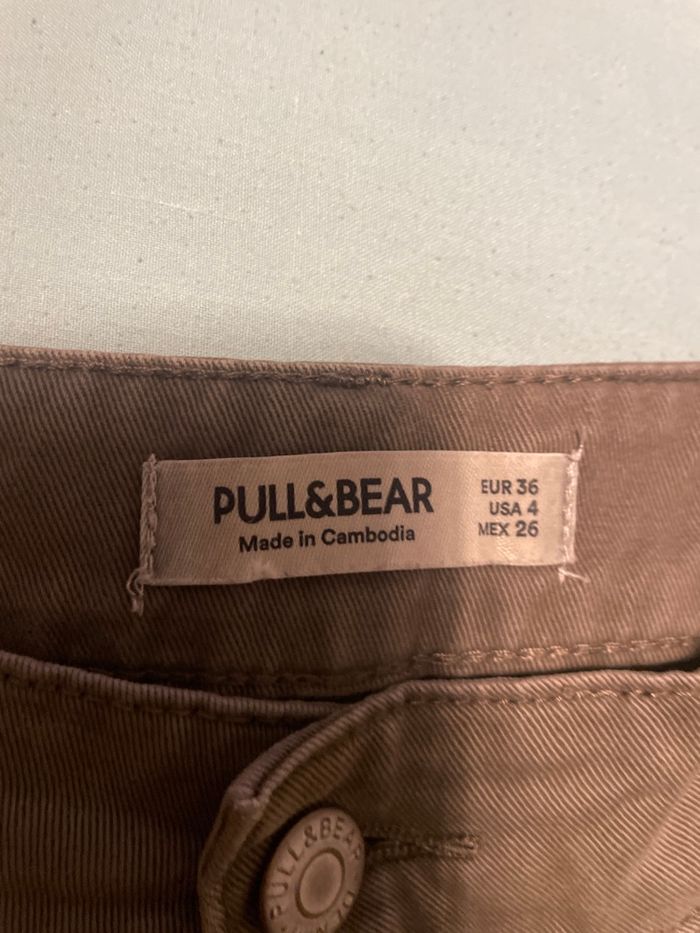 PULL&BEAR
Made in Cambodia
EUR 36
USA 4
MEX 26
PULL&BEAR